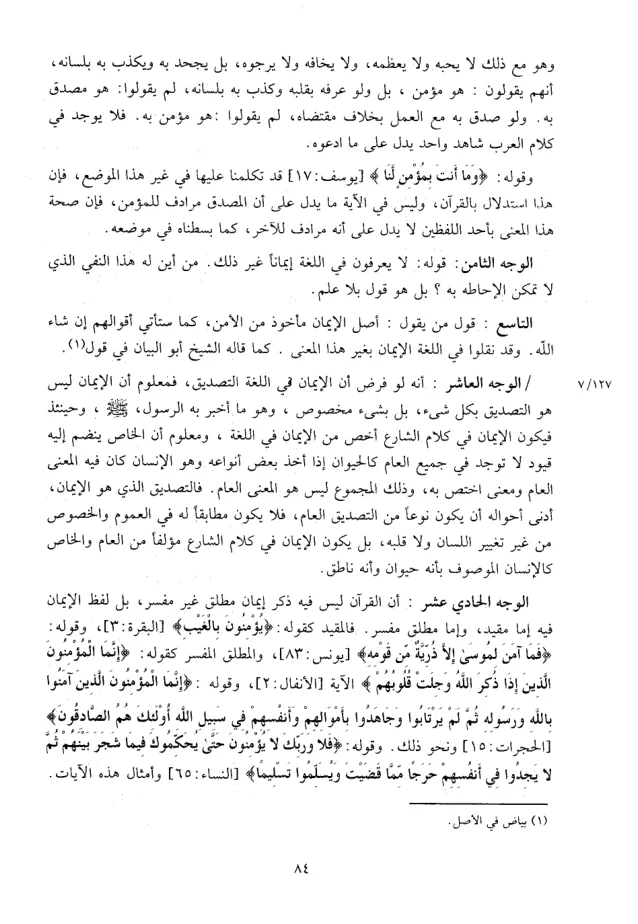 وهو مع ذلك لا يحبه ولا يعظمه، ولا يخافه ولا يرجوه، بل يجحد به ويكذب به بلسانه،
أنهم يقولون : هو مؤمن ، بل ولو عرفه بقلبه وكذب به بلسانه، لم يقولوا: هو مصدق
به . ولو صدق به مع العمل بخلاف مقتضاه، لم يقولوا :هو مؤمن به. فلا يوجد في
كلام العرب شاهد واحد يدل على ما ادعوه.
وقوله : ﴿وَمَا أَنتَ بِمُؤْمِنٍ لَّنَا ﴾ [يوسف:١٧] قد تكلمنا عليها في غير هذا الموضع، فإن
هذا استدلال بالقرآن، وليس في الآية ما يدل على أن المصدق مرادف للمؤمن، فإن صحة
هذا المعنى بأحد اللفظين لا يدل على أنه مرادف للآخر، كما بسطناه في موضعه.
الوجه الثامن: قوله: لا يعرفون في اللغة إيماناً غير ذلك. من أين له هذا النفي الذي
لا تمكن الإحاطه به ؟ بل هو قول بلا علم.
التاسع : قول من يقول : أصل الإيمان مأخوذ من الأمن، كما ستأتي أقوالهم إن شاء
الله. وقد نقلوا في اللغة الإيمان بغير هذا المعنى . كما قاله الشيخ أبو البيان في قول(١).
٧/١٢٧ / الوجه العاشر : أنه لو فرض أن الإيمان في اللغة التصديق، فمعلوم أن الإيمان ليس
هو التصديق بكل شىء، بل بشىء مخصوص ، وهو ما أخبر به الرسول، ﷺ ، وحينئذ
فيكون الإيمان في كلام الشارع أخص من الإيمان في اللغة ، ومعلوم أن الخاص ينضم إليه
قيود لا توجد في جميع العام كالحيوان إذا أخذ بعض أنواعه وهو الإنسان كان فيه المعنى
العام ومعنى اختص به، وذلك المجموع ليس هو المعنى العام. فالتصديق الذي هو الإيمان،
أدنى أحواله أن يكون نوعاً من التصديق العام، فلا يكون مطابقاً له في العموم والخصوص
من غير تغيير اللسان ولا قلبه، بل يكون الإيمان في كلام الشارع مؤلفاً من العام والخاص
كالإنسان الموصوف بأنه حيوان وأنه ناطق.
الوجه الحادي عشر : أن القرآن ليس فيه ذكر إيمان مطلق غير مفسر، بل لفظ الإيمان
فيه إما مقيد، وإما مطلق مفسر. فالمقيد كقوله: ﴿يُؤْمِنُونَ بِالْغَيْبِ﴾ [البقرة:٣]، وقوله:
﴿فَمَا آمَنَ لِمُوسَىٰ إِلاَّ ذُرِّيَّةٌ مِّن قَوْمِهِ﴾ [يونس:٨٣]، والمطلق المفسر كقوله: ﴿إِنَّمَا الْمُؤْمِنُونَ
الَّذِينَ إِذَا ذُكِرَ اللَّهُ وَجِلَتْ قُلُوبُهُمْ ﴾ الآية [الأنفال:٢]، وقوله :﴿إِنَّمَا الْمُؤْمِنُونَ الَّذِينَ آمَنُوا
بِاللَّهِ وَرَسُولِهِ ثُمَّ لَمْ يَرْتَابُوا وَجَاهَدُوا بِأَمْوَالِهِمْ وَأَنفُسِهِمْ فِي سَبِيلِ اللَّهِ أُوْلَئِكَ هُمُ الصَّادِقُونَ﴾
[الحجرات:١٥] ونحو ذلك. وقوله: ﴿فَلا وَرَبِّكَ لا يُؤْمِنُونَ حَتَّىٰ يُحَكِّمُوكَ فِيمَا شَجَرَ بَيْنَهُمْ ثُمَّ
لا يَجِدُوا فِي أَنفُسِهِمْ حَرَجًا مِّمَّا قَضَيْتَ وَيُسَلِّمُوا تَسْلِيمًا﴾ [النساء:٦٥] وأمثال هذه الآيات.
(١) بياض في الأصل.
٨٤